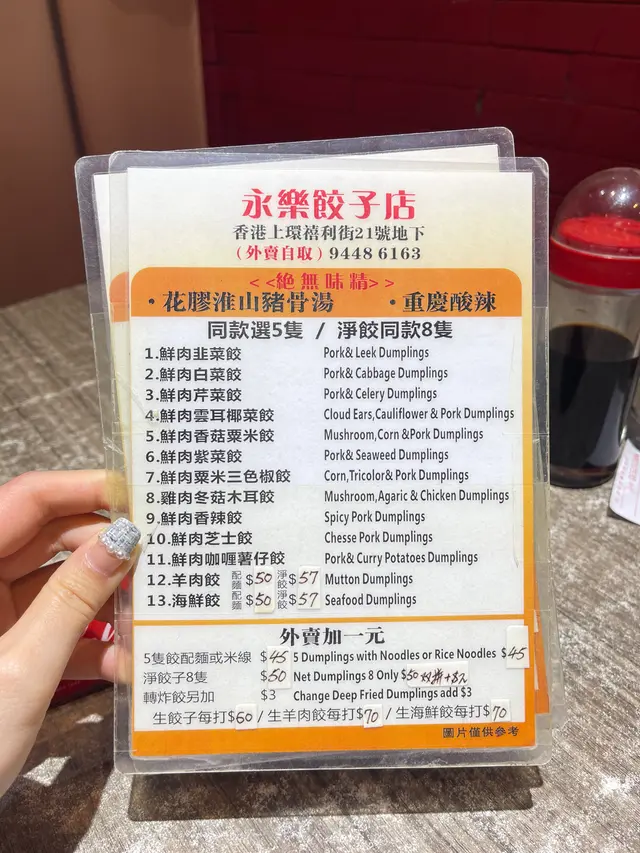 永樂餃子店
香港上環禧利街21號地下
(外賣自取) 9448 6163
<<絕無味精>>
·花膠淮山豬骨湯 ·重慶酸辣
同款選5隻 / 淨餃同款8隻
1.鮮肉韭菜餃 Pork& Leek Dumplings
2.鮮肉白菜餃 Pork& Cabbage Dumplings
3.鮮肉芹菜餃 Pork& Celery Dumplings
4.鮮肉雲耳椰菜餃 Cloud Ears,Cauliflower & Pork Dumplings
5.鮮肉香菇粟米餃 Mushroom,Corn &Pork Dumplings
6.鮮肉紫菜餃 Pork& Seaweed Dumplings
7.鮮肉粟米三色椒餃 Corn,Tricolor& Pork Dumplings
8.雞肉冬菇木耳餃 Mushroom,Agaric & Chicken Dumplings
9.鮮肉香辣餃 Spicy Pork Dumplings
10.鮮肉芝士餃 Chesse Pork Dumplings
11.鮮肉咖喱薯仔餃 Pork& Curry Potatoes Dumplings
12.羊肉餃 配麵$50 淨餃$57 Mutton Dumplings
13.海鮮餃 配麵$50 淨餃$57 Seafood Dumplings
外賣加一元
5隻餃配麵或米線 $45 5 Dumplings with Noodles or Rice Noodles $45
淨餃子8隻 $50 Net Dumplings 8 Only $50
轉炸餃另加 $3 Change Deep Fried Dumplings add $3
生餃子每打$60 / 生羊肉餃每打$70 / 生海鮮餃每打$70
圖片僅供參考